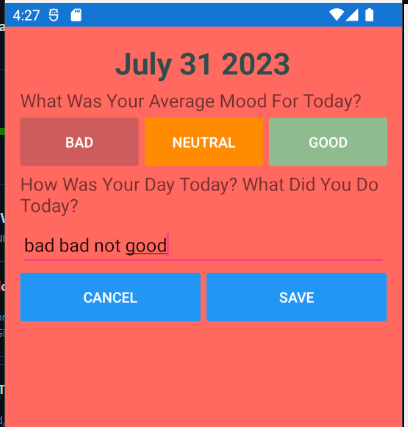 4:27
July 31 2023
What Was Your Average Mood For Today?
BAD NEUTRAL GOOD
How Was Your Day Today? What Did You Do
Today?
bad bad not good
CANCEL SAVE